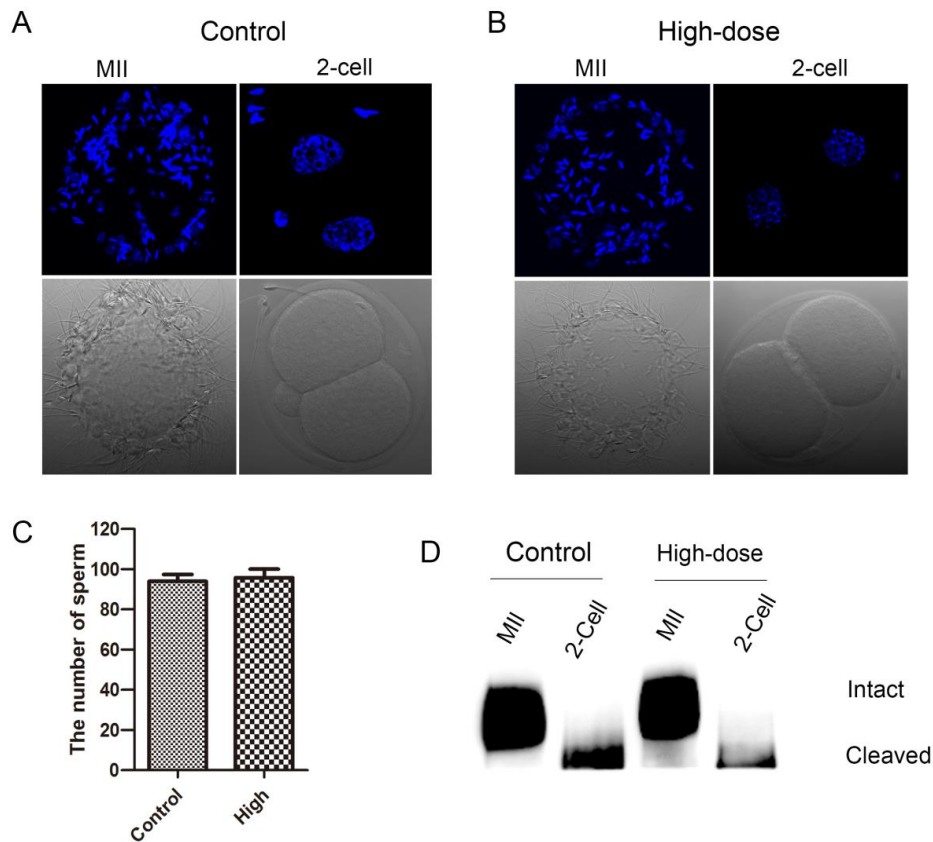 A
Control
MII 2-cell
B
High-dose
MII 2-cell
C
The number of sperm
120
100
80
60
40
20
0
Control
High
D
Control High-dose
MII 2-Cell MII 2-Cell
Intact
Cleaved